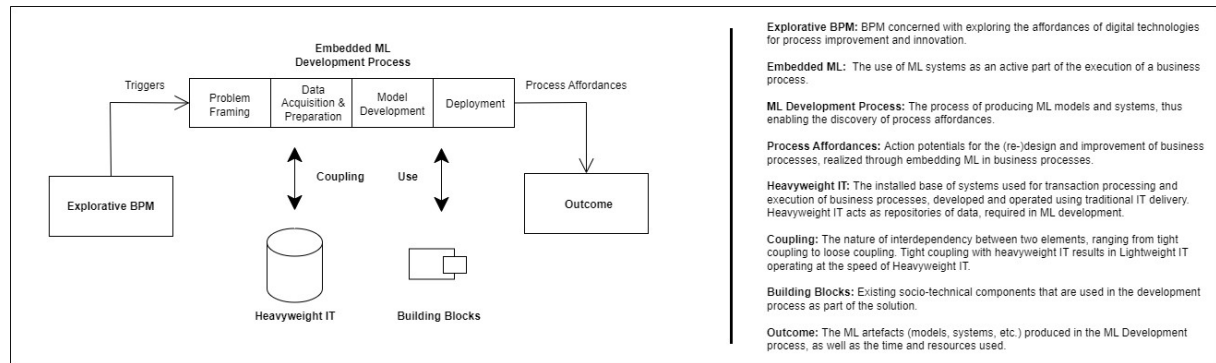 Embedded ML
Development Process
Triggers
Problem
Framing
Data
Acquisition &
Preparation
Model
Development
Deployment
Process Affordances
Explorative BPM
Coupling
Use
Outcome
Heavyweight IT
Building Blocks
Explorative BPM: BPM concerned with exploring the affordances of digital technologies
for process improvement and innovation.
Embedded ML: The use of ML systems as an active part of the execution of a business
process.
ML Development Process: The process of producing ML models and systems, thus
enabling the discovery of process affordances.
Process Affordances: Action potentials for the (re-)design and improvement of business
processes, realized through embedding ML in business processes.
Heavyweight IT: The installed base of systems used for transaction processing and
execution of business processes, developed and operated using traditional IT delivery.
Heavyweight IT acts as repositories of data, required in ML development.
Coupling: The nature of interdependency between two elements, ranging from tight
coupling to loose coupling. Tight coupling with heavyweight IT results in Lightweight IT
operating at the speed of Heavyweight IT.
Building Blocks: Existing socio-technical components that are used in the development
process as part of the solution.
Outcome: The ML artefacts (models, systems, etc.) produced in the ML Development
process, as well as the time and resources used.